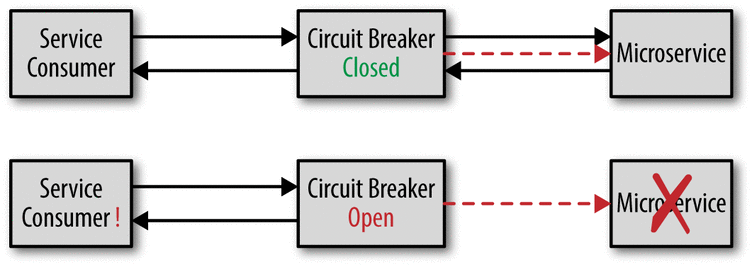 Service
Consumer
Circuit Breaker
Closed
Microservice
Service
Consumer !
Circuit Breaker
Open
Microservice